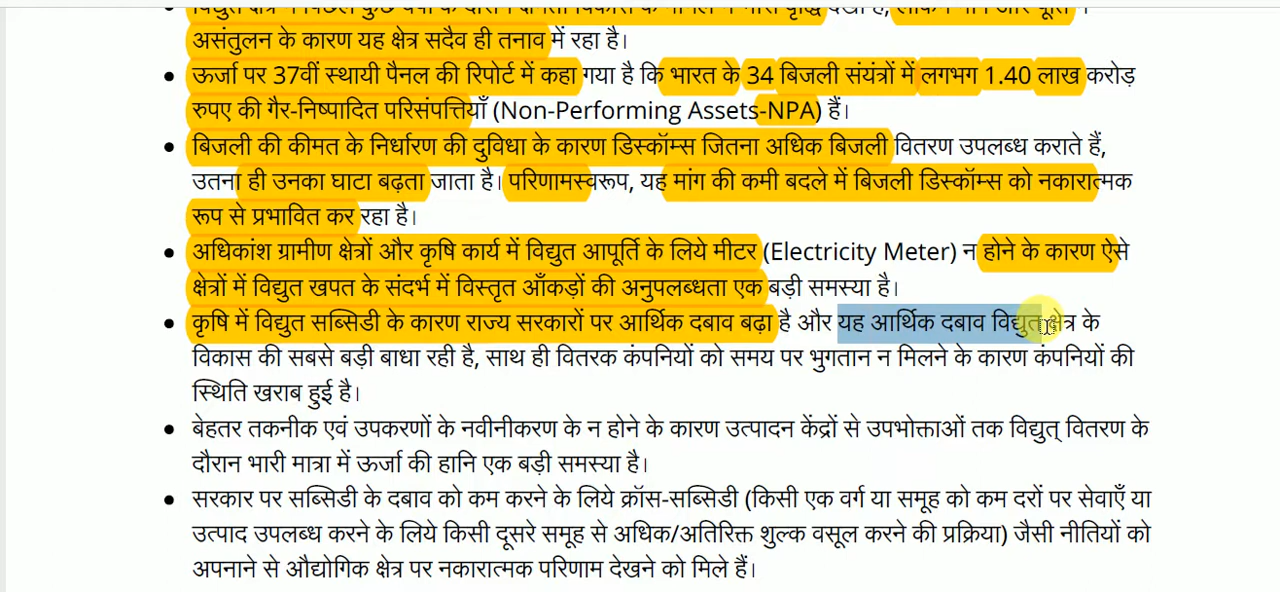 विद्युत क्षेत्र में पिछले कुछ वर्षों के दौरान क्षमता विकास के मामले में भारी वृद्धि देखी है, लेकिन मांग और पूर्ति
असंतुलन के कारण यह क्षेत्र सदैव ही तनाव में रहा है।
ऊर्जा पर 37वीं स्थायी पैनल की रिपोर्ट में कहा गया है कि भारत के 34 बिजली संयंत्रों में लगभग 1.40 लाख करोड़
रुपए की गैर-निष्पादित परिसंपत्तियाँ (Non-Performing Assets-NPA) हैं।
बिजली की कीमत के निर्धारण की दुविधा के कारण डिस्कॉम्स जितना अधिक बिजली वितरण उपलब्ध कराते हैं,
उतना ही उनका घाटा बढ़ता जाता है। परिणामस्वरूप, यह मांग की कमी बदले में बिजली डिस्कॉम्स को नकारात्मक
रूप से प्रभावित कर रहा है।
अधिकांश ग्रामीण क्षेत्रों और कृषि कार्य में विद्युत आपूर्ति के लिये मीटर (Electricity Meter) न होने के कारण ऐसे
क्षेत्रों में विद्युत खपत के संदर्भ में विस्तृत आँकड़ों की अनुपलब्धता एक बड़ी समस्या है।
कृषि में विद्युत सब्सिडी के कारण राज्य सरकारों पर आर्थिक दबाव बढ़ा है और यह आर्थिक दबाव विद्युत क्षेत्र के
विकास की सबसे बड़ी बाधा रही है, साथ ही वितरक कंपनियों को समय पर भुगतान न मिलने के कारण कंपनियों की
स्थिति खराब हुई है।
बेहतर तकनीक एवं उपकरणों के नवीनीकरण के न होने के कारण उत्पादन केंद्रों से उपभोक्ताओं तक विद्युत् वितरण के
दौरान भारी मात्रा में ऊर्जा की हानि एक बड़ी समस्या है।
सरकार पर सब्सिडी के दबाव को कम करने के लिये क्रॉस-सब्सिडी (किसी एक वर्ग या समूह को कम दरों पर सेवाएँ या
उत्पाद उपलब्ध करने के लिये किसी दूसरे समूह से अधिक/अतिरिक्त शुल्क वसूल करने की प्रक्रिया) जैसी नीतियों को
अपनाने से औद्योगिक क्षेत्र पर नकारात्मक परिणाम देखने को मिले हैं।